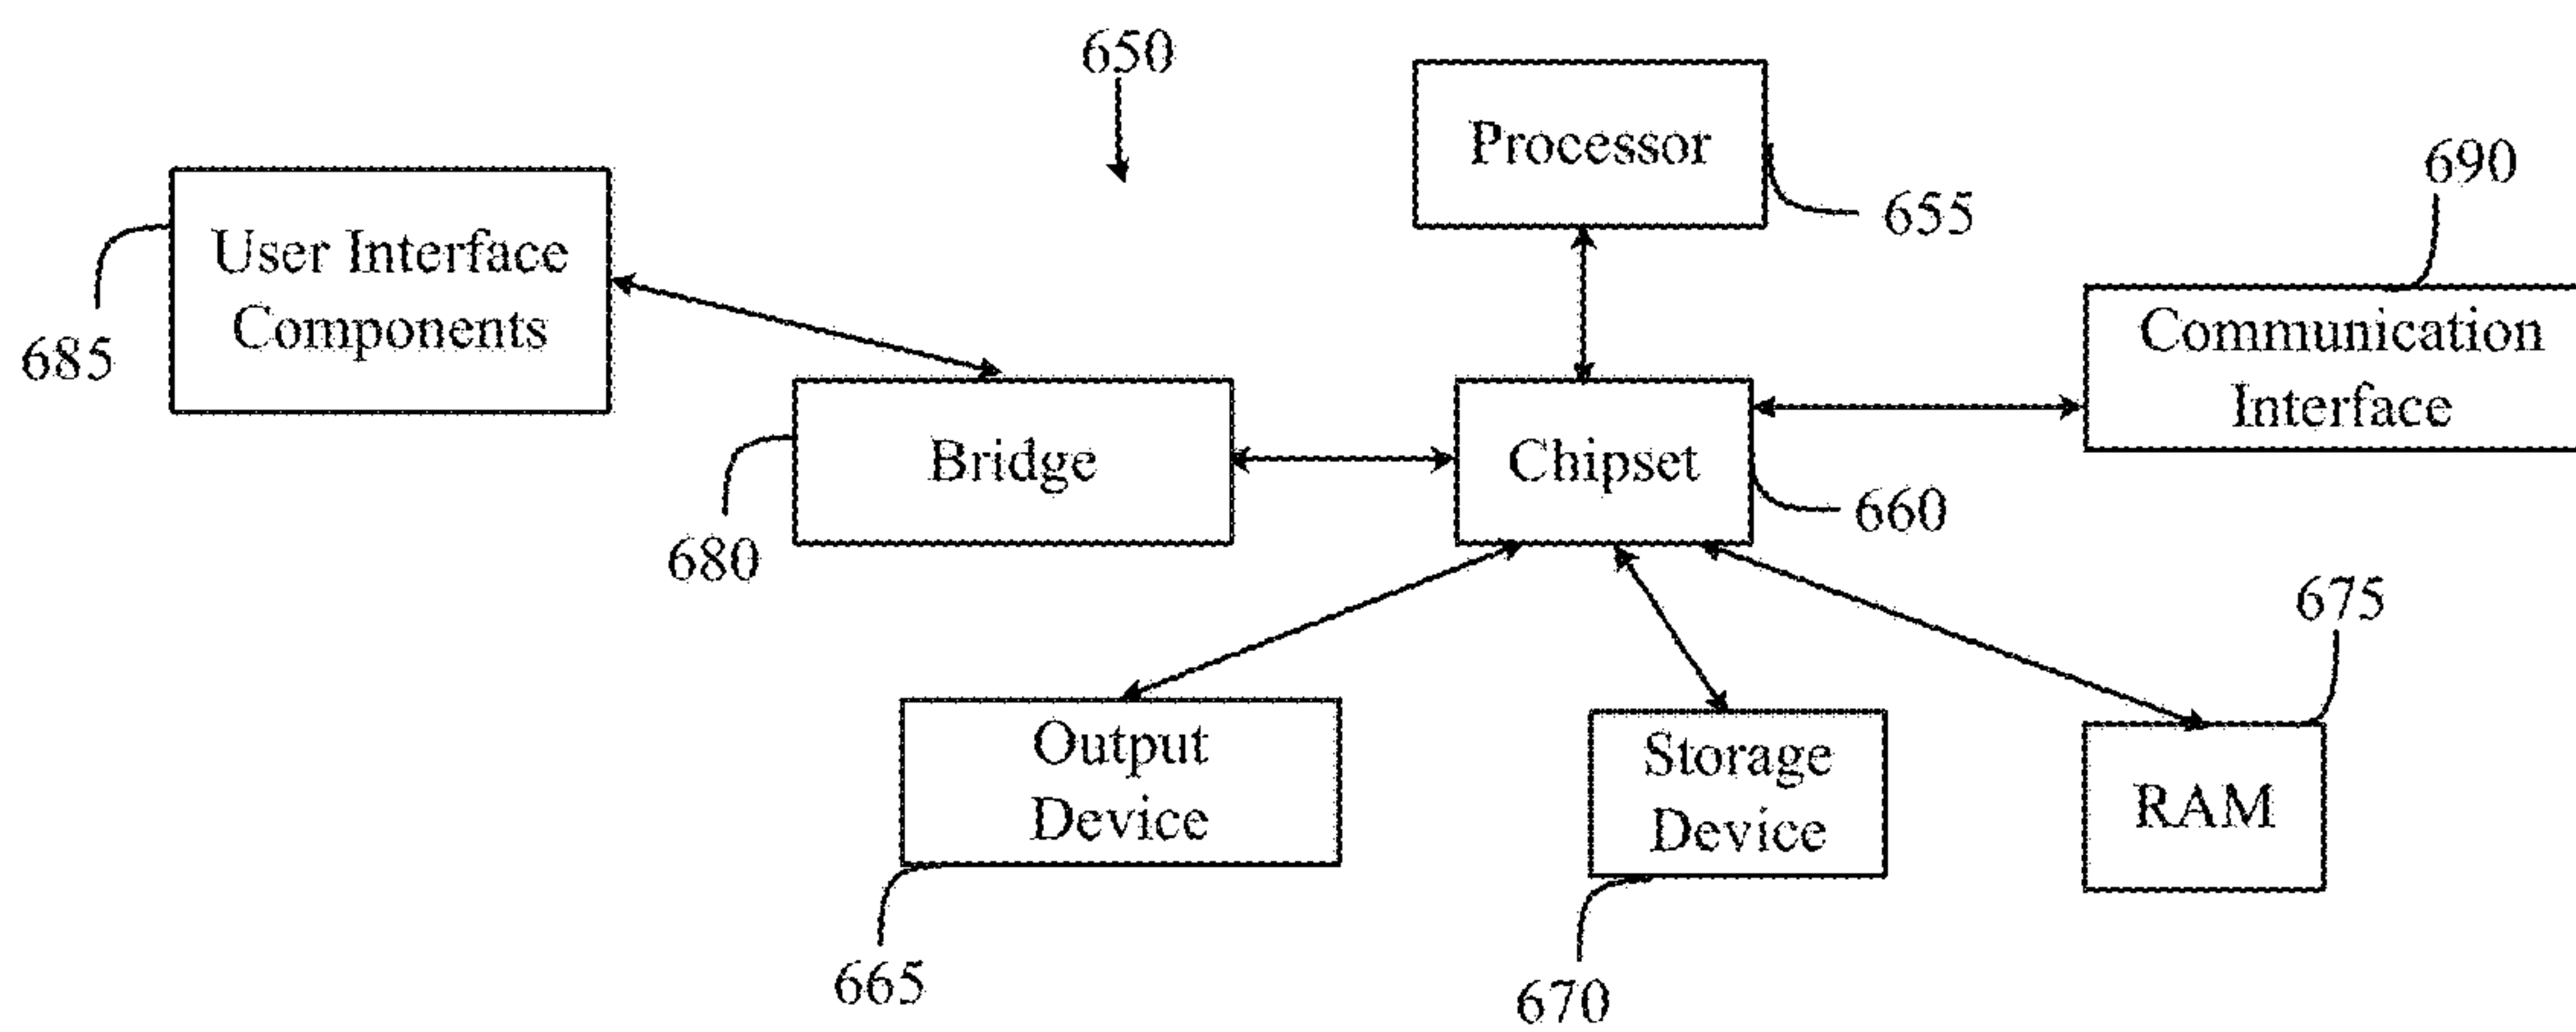 650
Processor
690
655
User Interface
Components
685
Communication
Interface
Bridge
Chipset
680
660
675
Output
Device
Storage
Device
RAM
665
670